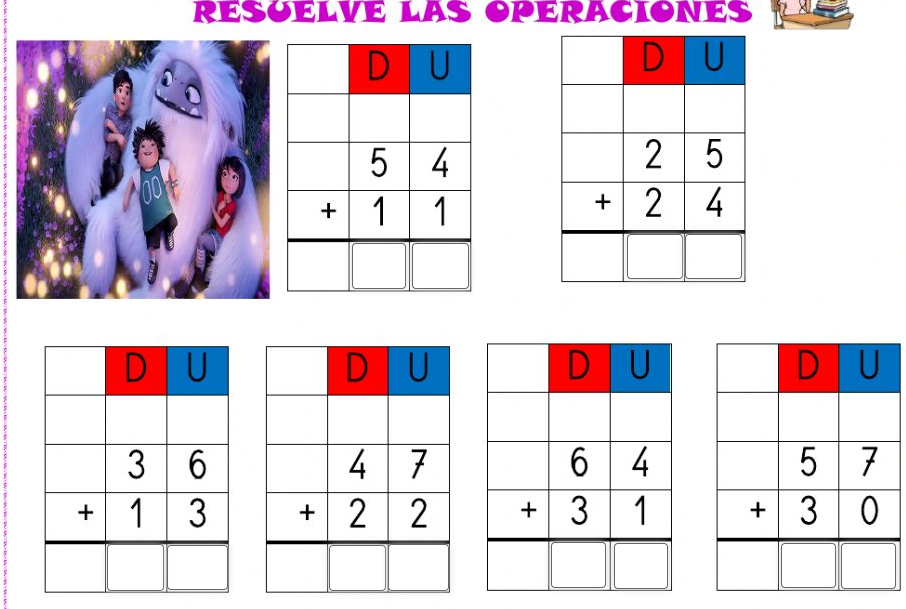 RESUELVE LAS OPERACIONES
00
D U
5 4
+ 1 1
D U
2 5
+ 2 4
D U
3 6
+ 1 3
D U
4 7
+ 2 2
D U
6 4
+ 3 1
D U
5 7
+ 3 0